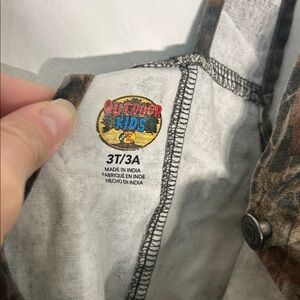 OUTDOOR
KIDS
3T/3A
MADE IN INDIA
FABRIQUÉ EN INDE
HECHO EN INDIA